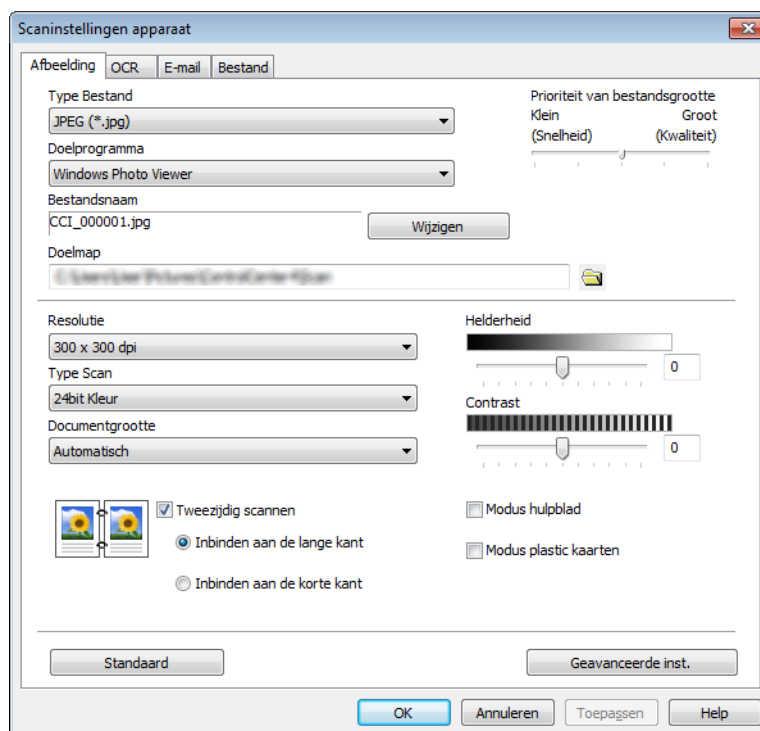 Scaninstellingen apparaat
Afbeelding OCR E-mail Bestand
Type Bestand
JPEG (*.jpg)
Doelprogramma
Windows Photo Viewer
Bestandsnaam
CCI_000001.jpg
Wijzigen
Doelmap
Prioriteit van bestandsgrootte
Klein Groot
(Snelheid) (Kwaliteit)
Resolutie
300 x 300 dpi
Type Scan
24bit Kleur
Documentgrootte
Automatisch
Helderheid
0
Contrast
0
Tweezijdig scannen
Inbinden aan de lange kant
Inbinden aan de korte kant
Modus hulpblad
Modus plastic kaarten
Standaard
Geavanceerde inst.
OK Annuleren Toepassen Help